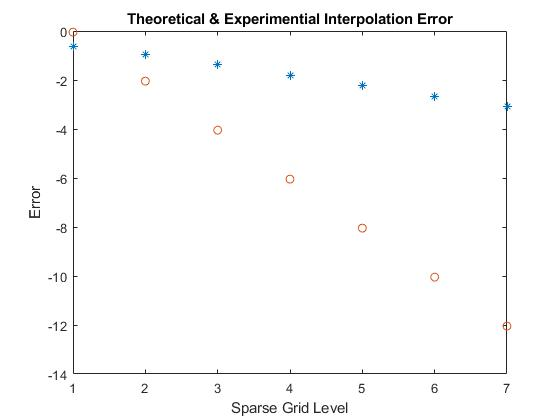 Theoretical & Experimential Interpolation Error
0
-2
-4
-6
-8
-10
-12
-14
Error
1 2 3 4 5 6 7
Sparse Grid Level